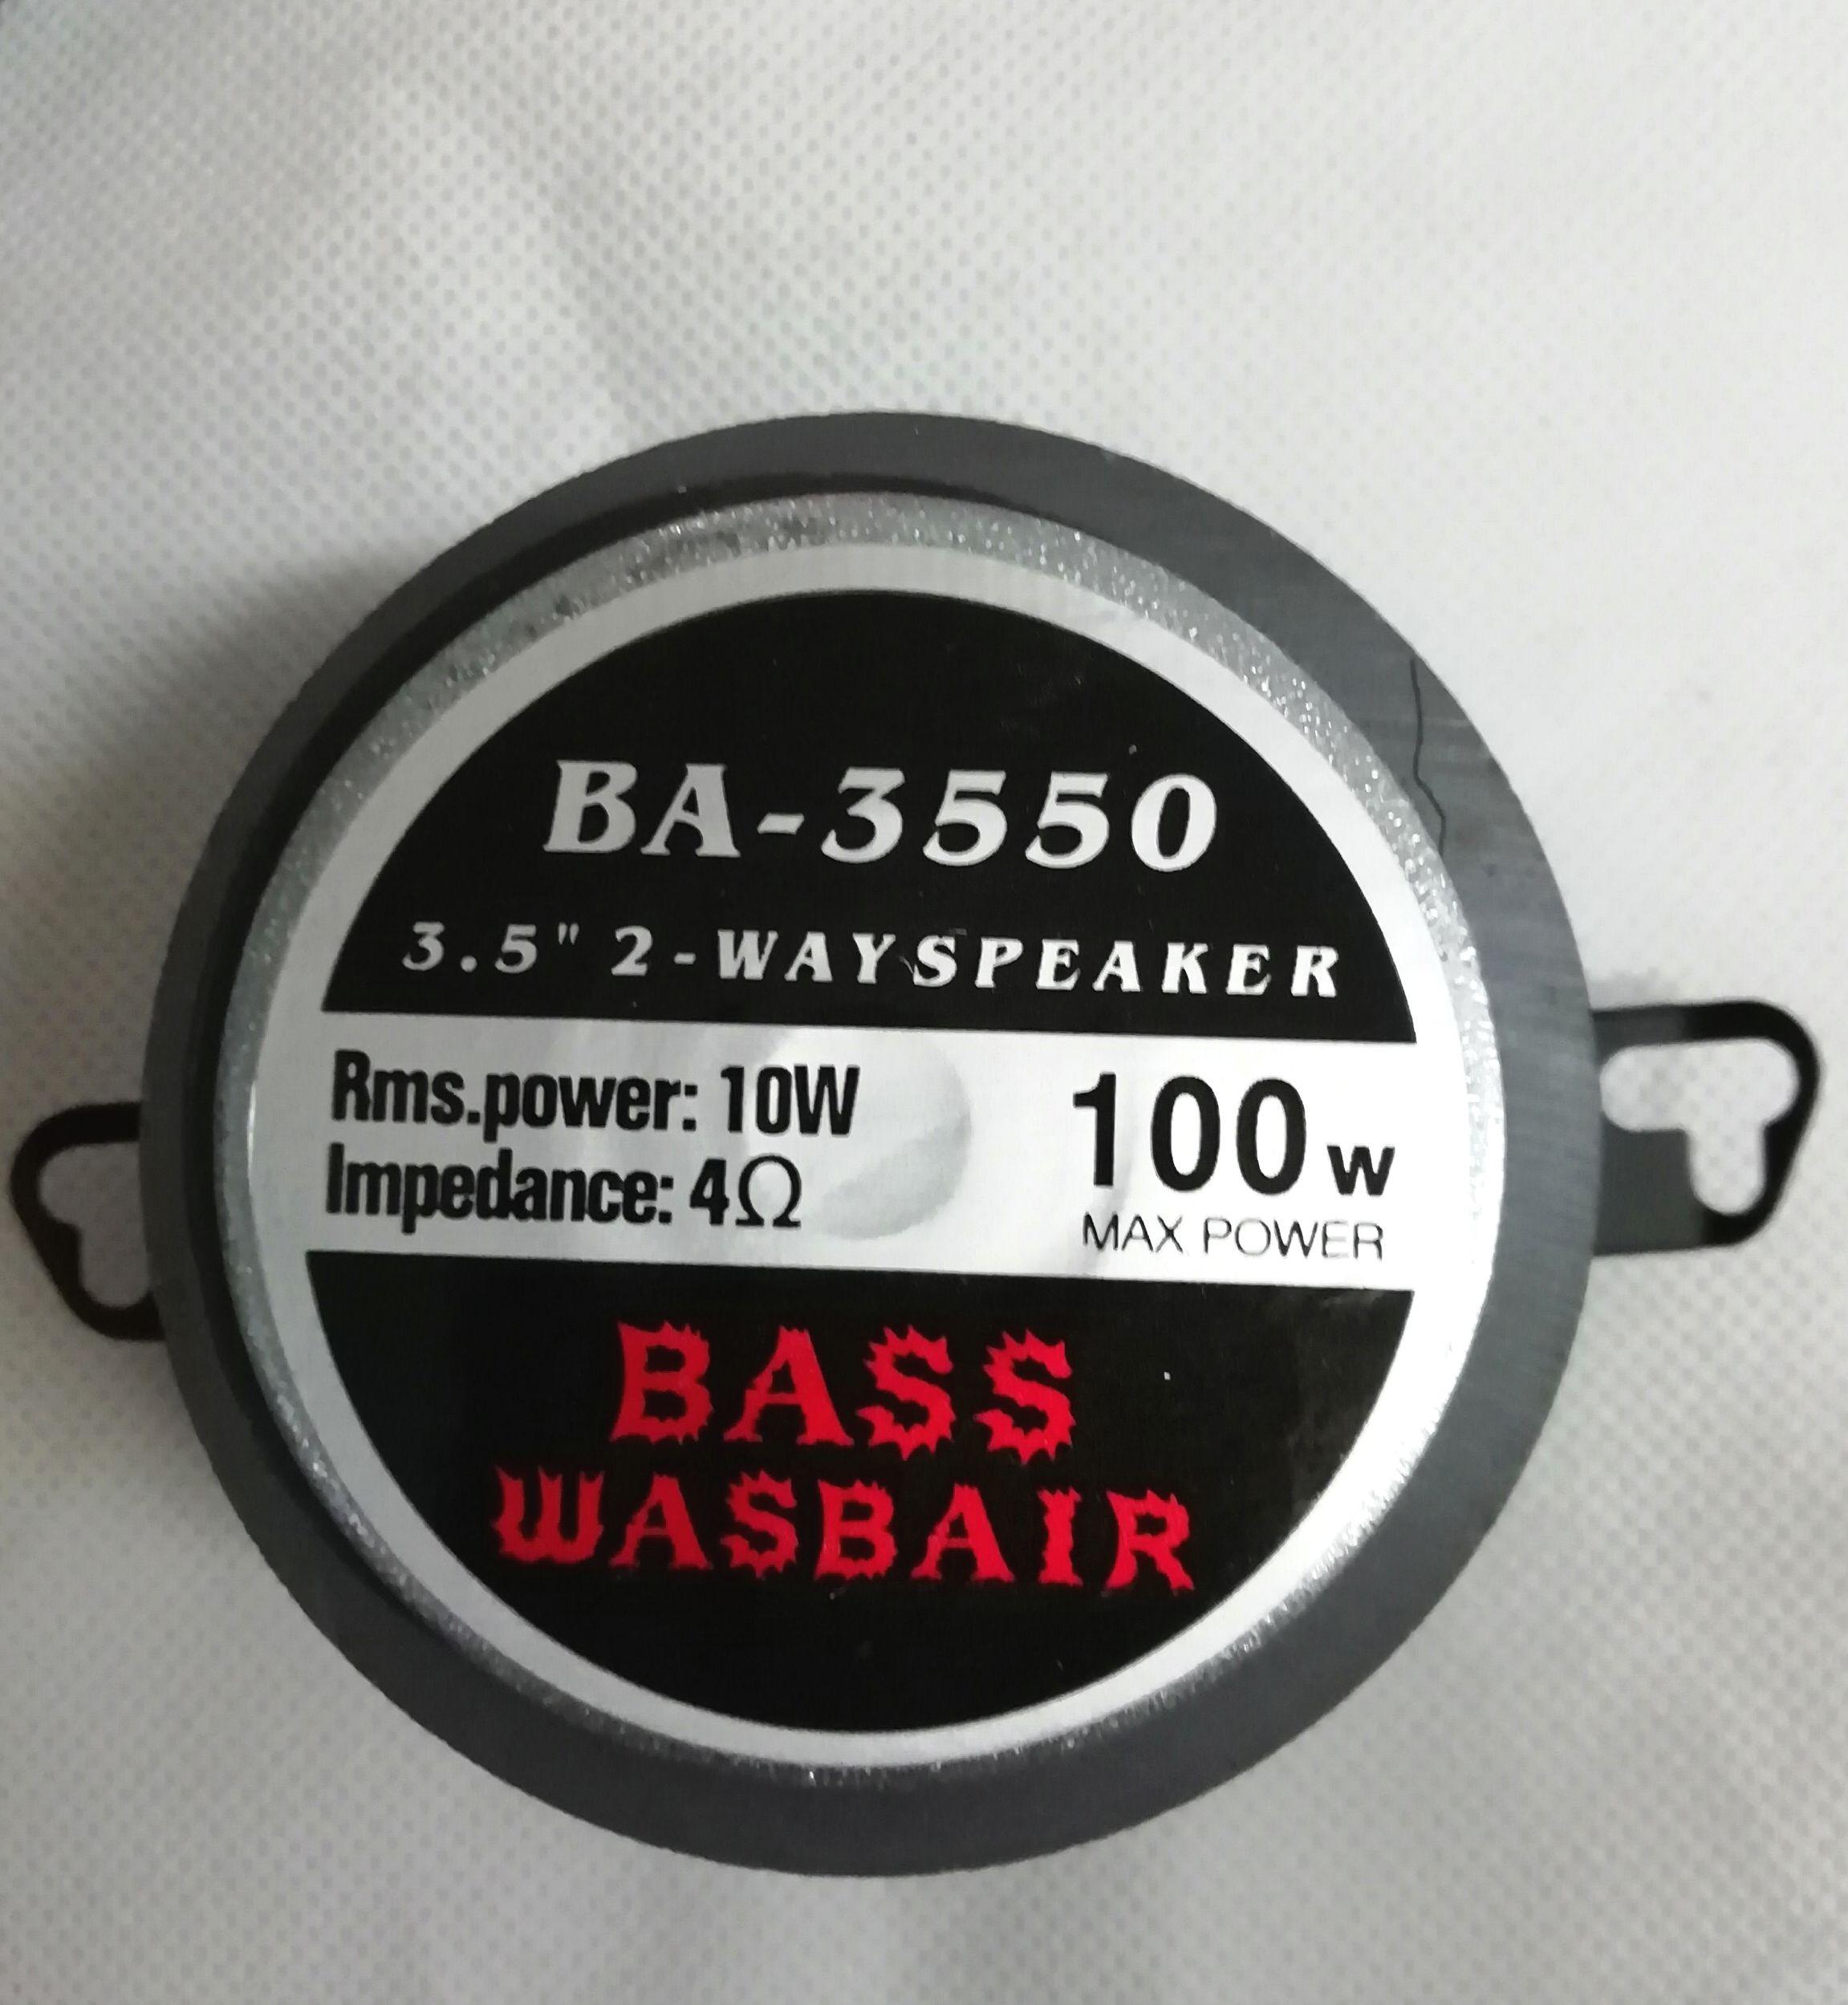 BA-3550
3.5" 2-WAYSPEAKER
Rms.power: 10W
Impedance: 4Ω
100w
MAX POWER
BASS
WASBAIR